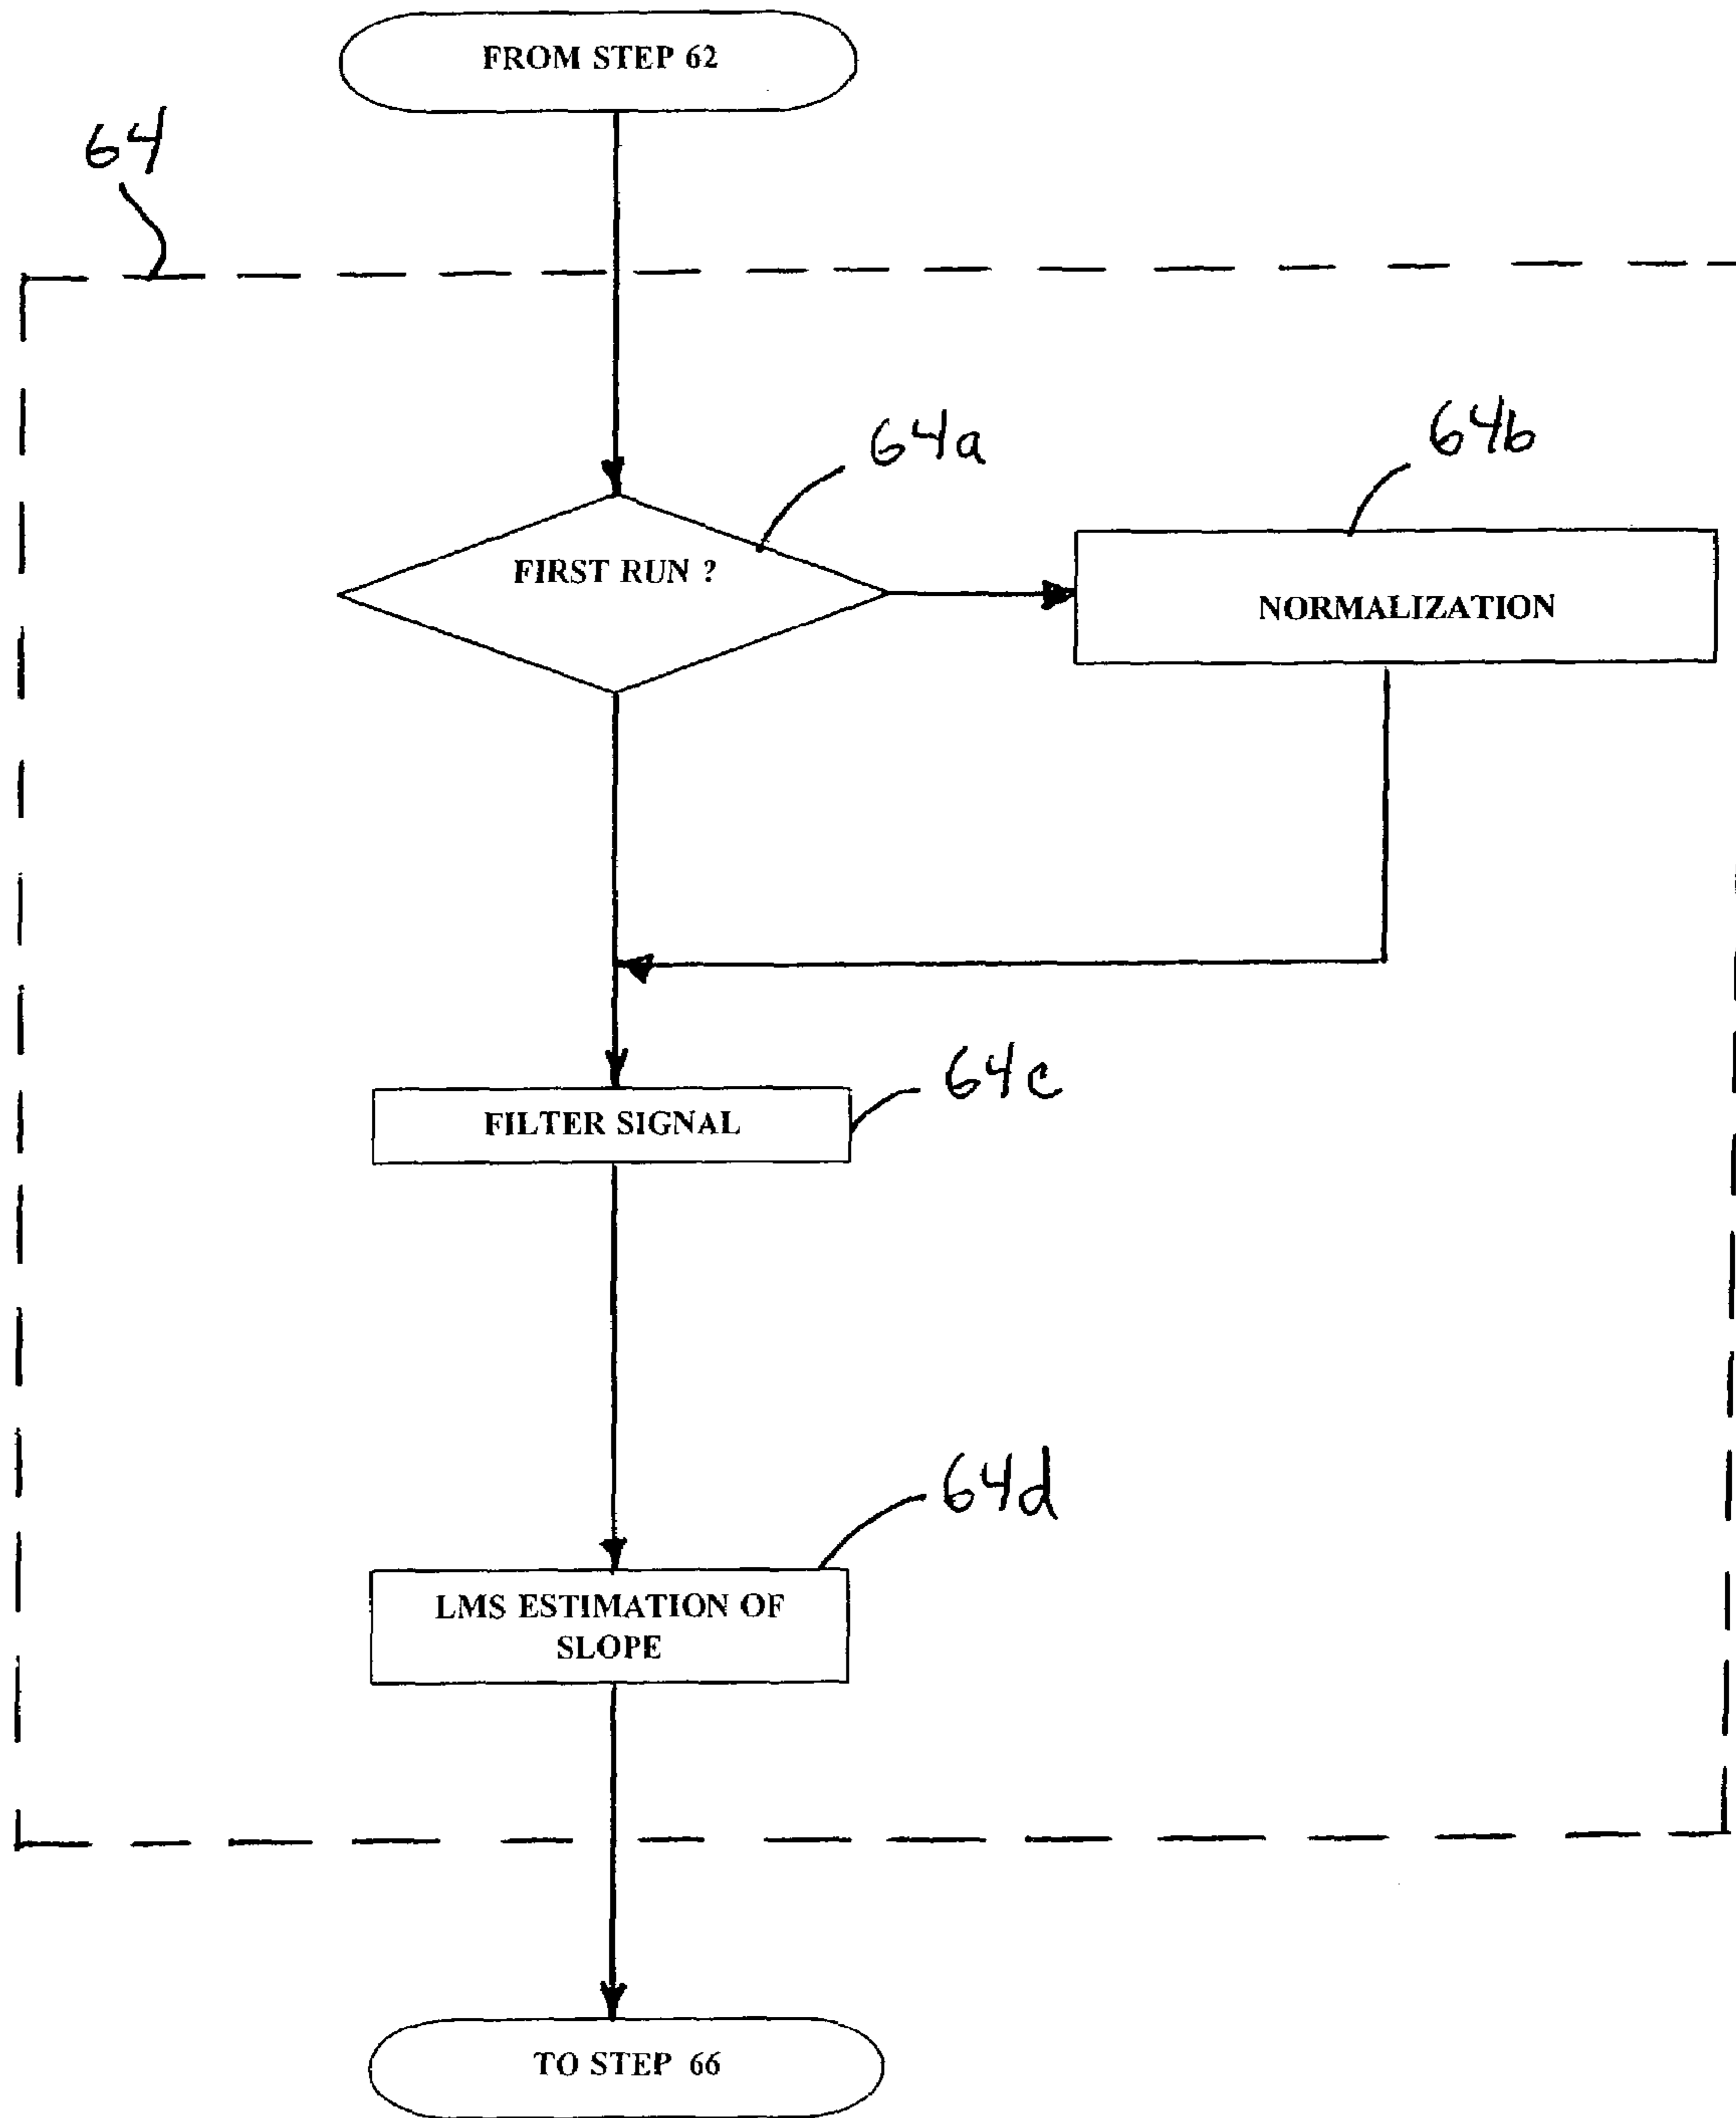 FROM STEP 62
64
64a
64b
FIRST RUN ?
NORMALIZATION
64c
FILTER SIGNAL
64d
LMS ESTIMATION OF
SLOPE
TO STEP 66